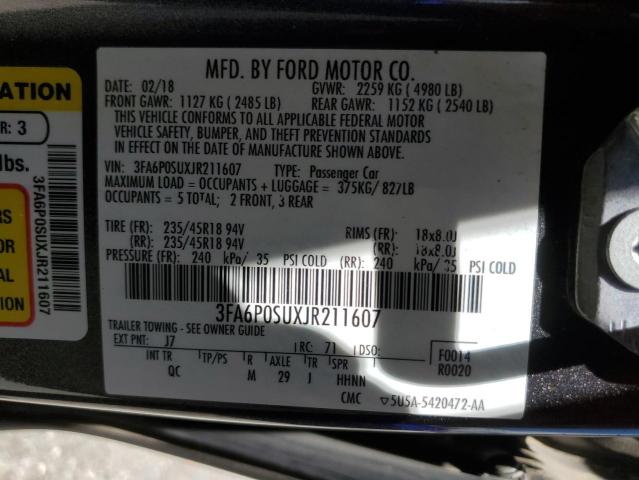 MFD. BY FORD MOTOR CO.
DATE: 02/18 GVWR: 2259 KG ( 4980 LB)
FRONT GAWR: 1127 KG ( 2485 LB) REAR GAWR: 1152 KG ( 2540 LB)
THIS VEHICLE CONFORMS TO ALL APPLICABLE FEDERAL MOTOR
VEHICLE SAFETY, BUMPER, AND THEFT PREVENTION STANDARDS
IN EFFECT ON THE DATE OF MANUFACTURE SHOWN ABOVE.
VIN: 3FA6P0SUXJR211607 TYPE: Passenger Car
MAXIMUM LOAD = OCCUPANTS + LUGGAGE = 375KG/ 827LB
OCCUPANTS = 5 TOTAL; 2 FRONT, 3 REAR
TIRE (FR): 235/45R18 94V RIMS (FR): 18x8.0J
(RR): 235/45R18 94V (RR): 18x8.0J
PRESSURE (FR): 240 kPa/ 35 PSI COLD (RR): 240 kPa/ 35 PSI COLD
3FA6P0SUXJR211607
TRAILER TOWING - SEE OWNER GUIDE
EXT PNT: J7 RC: 71 DSO: F0014
INT TR TP/PS R AXLE TR SPR R0020
QC M 29 J HHNN
CMC ▽5U5A-5420472-AA
ATION
R: 3
lbs.
3FA6P0SUXJR211607
RS
OR
AL
SION